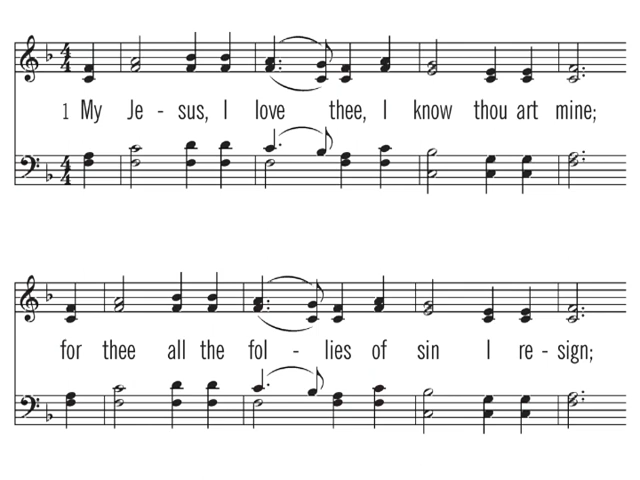 1 My Je - sus, I love thee, I know thou art mine;
for thee all the fol - lies of sin I re - sign;